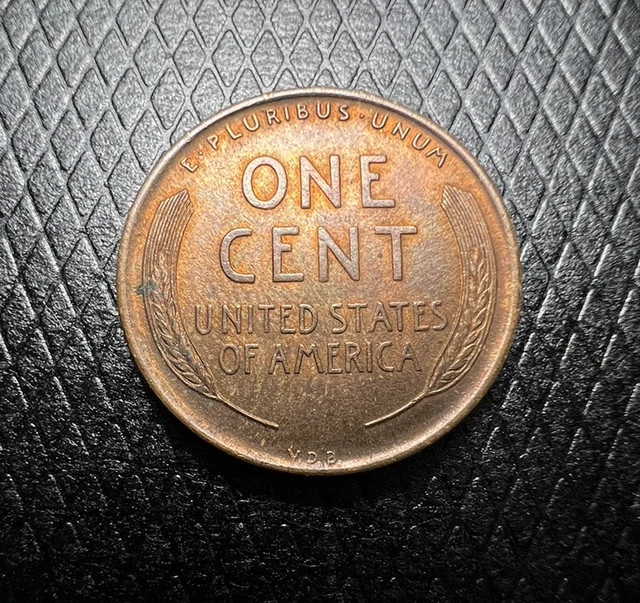 E·PLURIBUS·UNUM
ONE
CENT
UNITED STATES
OF AMERICA
V.D.B.